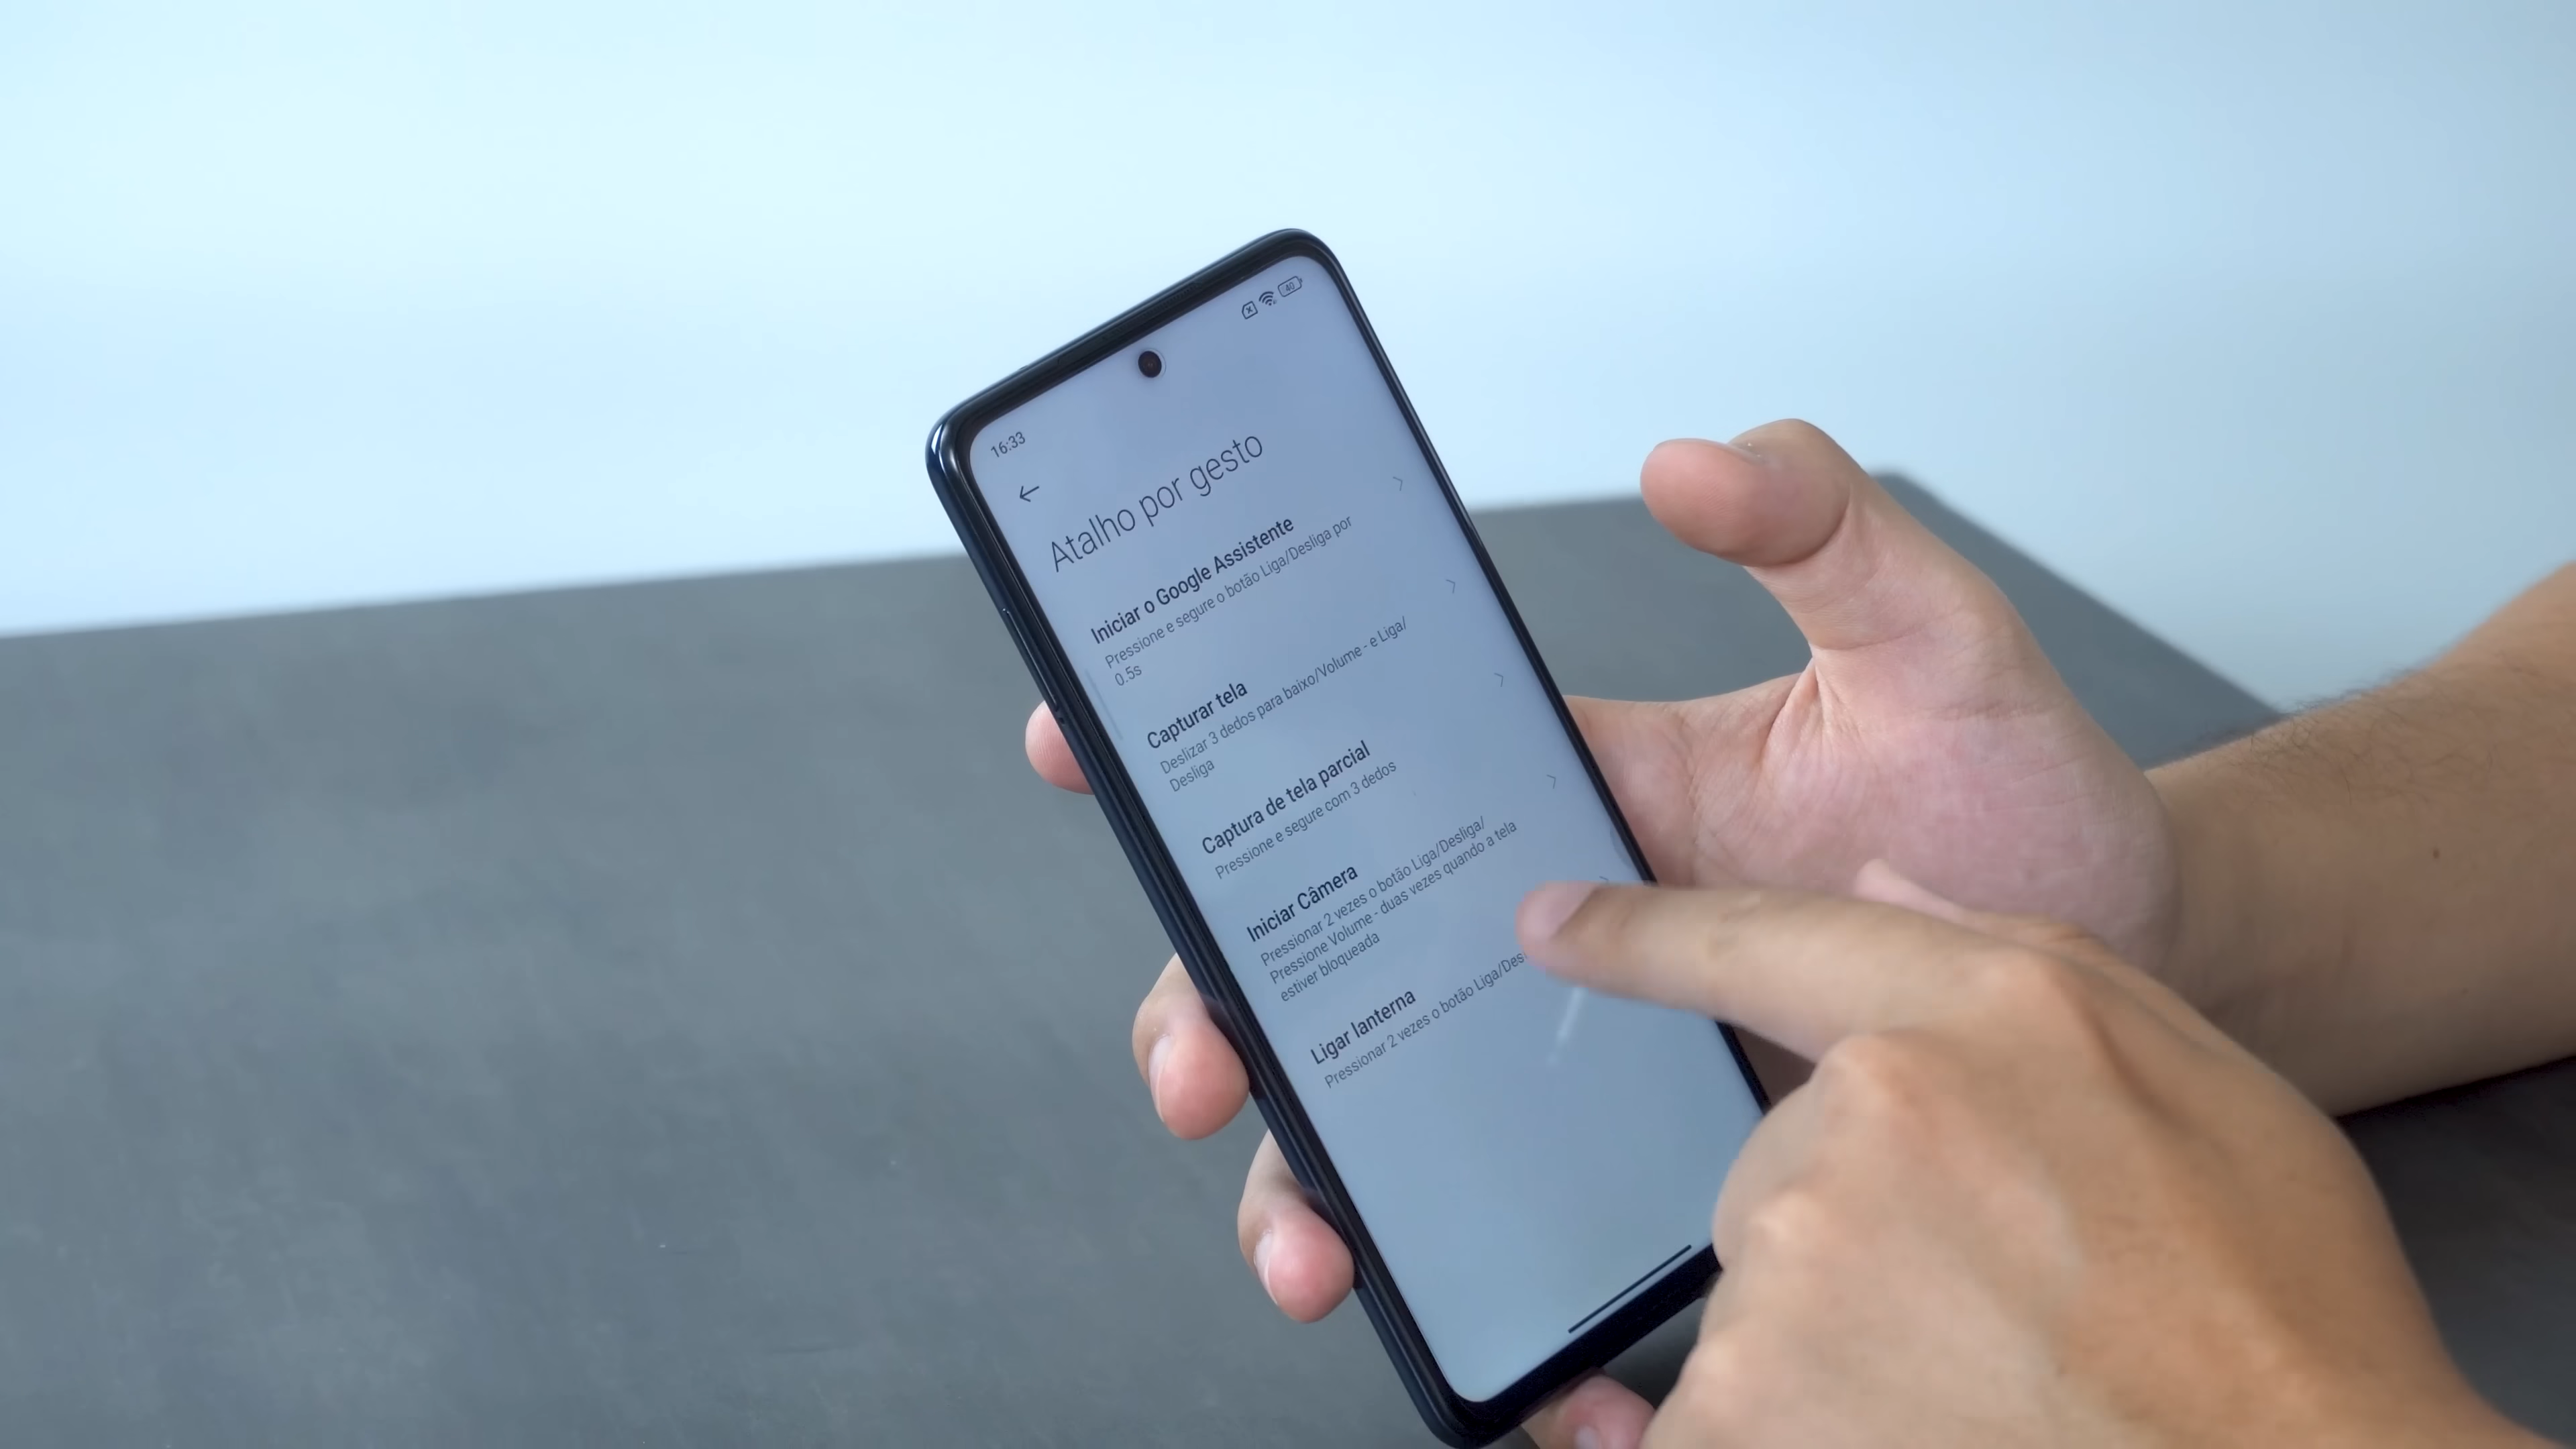 40
16:33
Atalho por gesto
Iniciar o Google Assistente
Pressione e segure o botão Liga/Desliga por
0.5s
Capturar tela
Deslizar 3 dedos para baixo/Volume - e Liga/
Desliga
Captura de tela parcial
Pressione e segure com 3 dedos
Iniciar Câmera
Pressionar 2 vezes o botão Liga/Desliga/
Pressione Volume - duas vezes quando a tela
estiver bloqueada
Ligar lanterna
Pressionar 2 vezes o botão Liga/Des